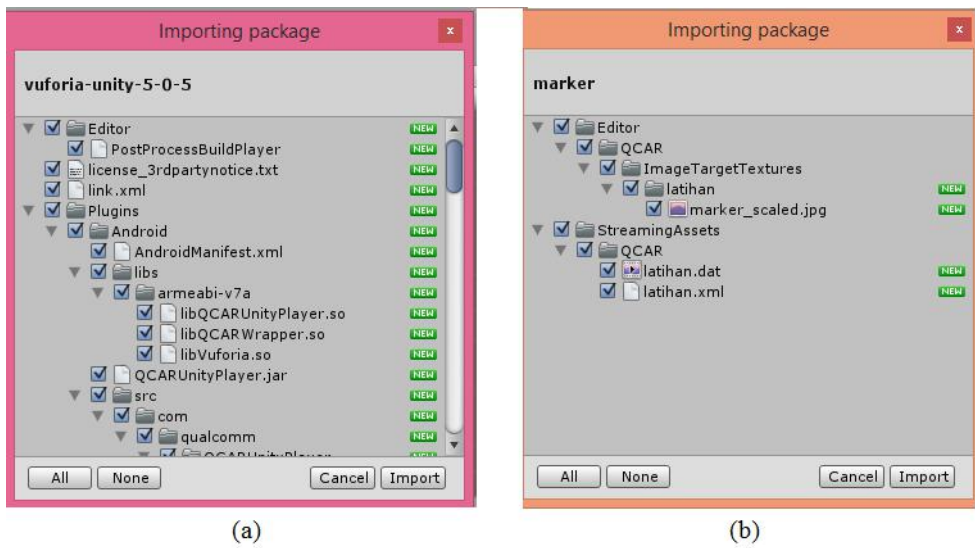 Importing package
x
vuforia-unity-5-0-5
Editor NEW
PostProcessBuildPlayer NEW
license_3rdpartynotice.txt NEW
link.xml NEW
Plugins NEW
Android NEW
AndroidManifest.xml NEW
libs NEW
armeabi-v7a NEW
libQCARUnityPlayer.so NEW
libQCARWrapper.so NEW
libVuforia.so NEW
QCARUnityPlayer.jar NEW
src NEW
com NEW
qualcomm NEW
QCARUnityPlayer NEW
All None Cancel Import
(a)
Importing package
x
marker
Editor
QCAR
ImageTargetTextures
latihan NEW
marker_scaled.jpg NEW
StreamingAssets
QCAR
latihan.dat NEW
latihan.xml NEW
All None Cancel Import
(b)